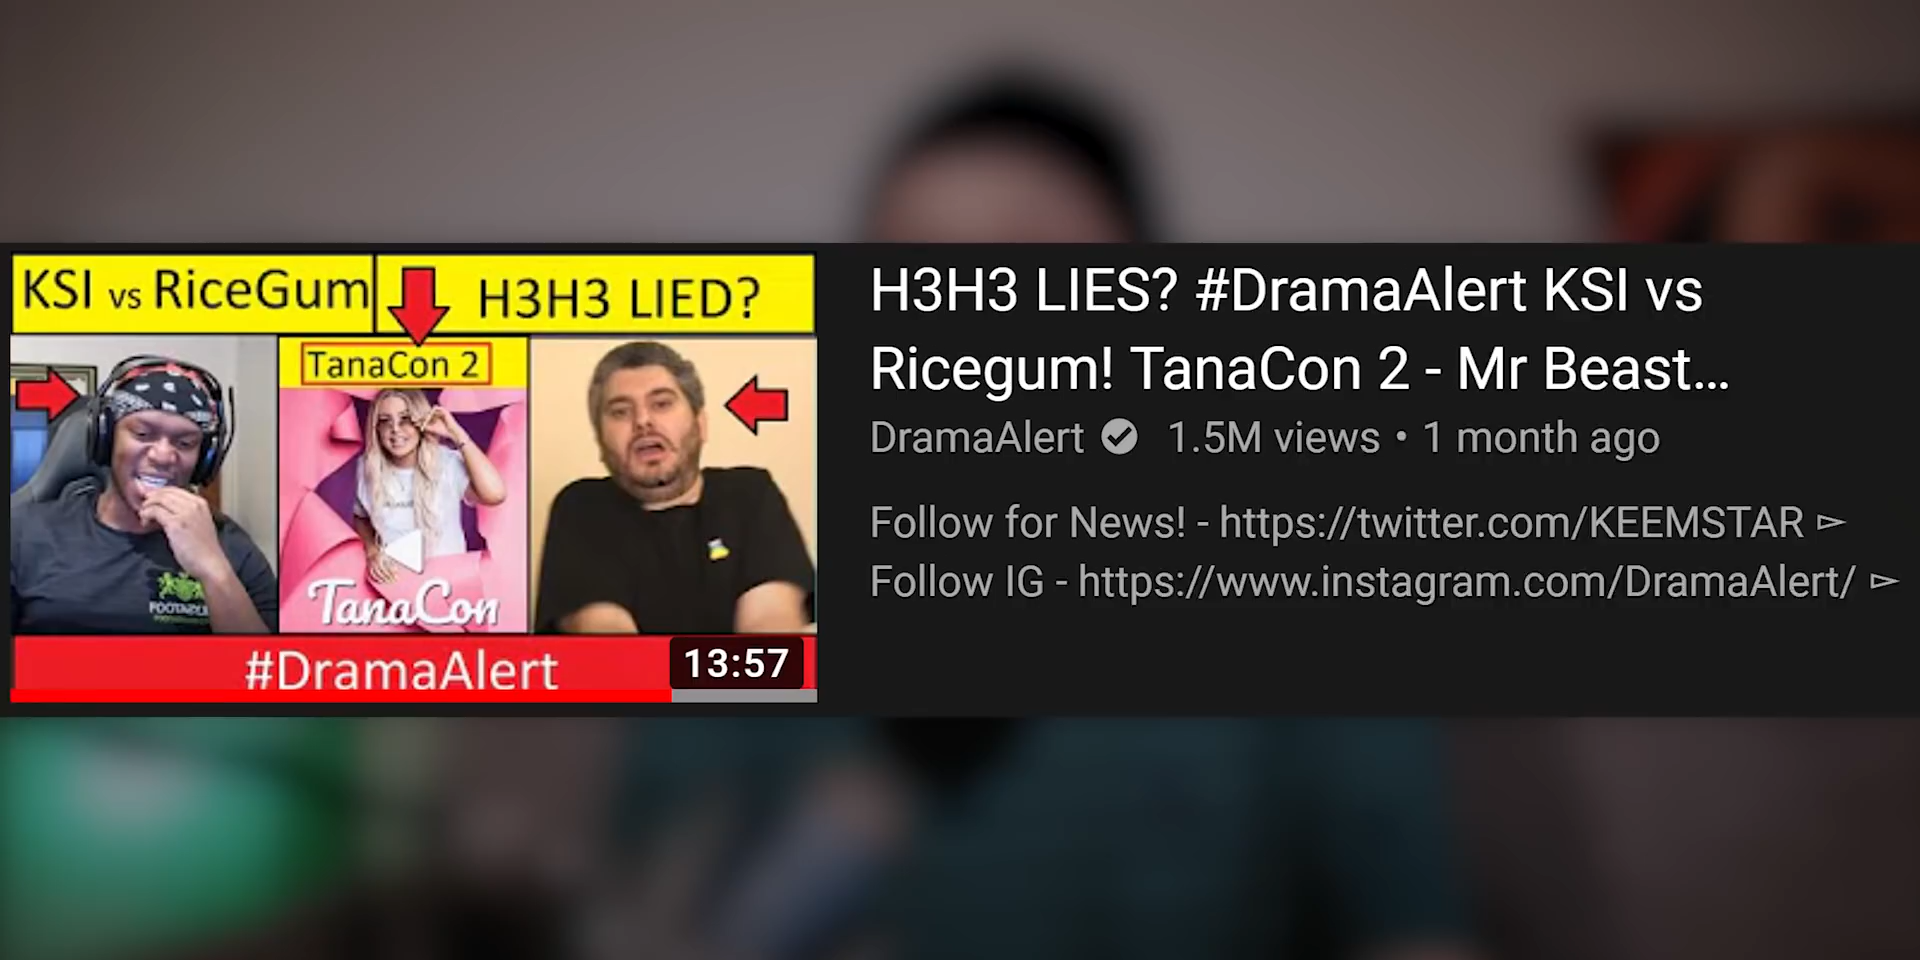 KSI vs RiceGum
H3H3 LIED?
TanaCon 2
TanaCon
#DramaAlert
13:57
H3H3 LIES? #DramaAlert KSI vs
Ricegum! TanaCon 2 - Mr Beast...
DramaAlert 1.5M views • 1 month ago
Follow for News! - https://twitter.com/KEEMSTAR ►
Follow IG - https://www.instagram.com/DramaAlert/ ►